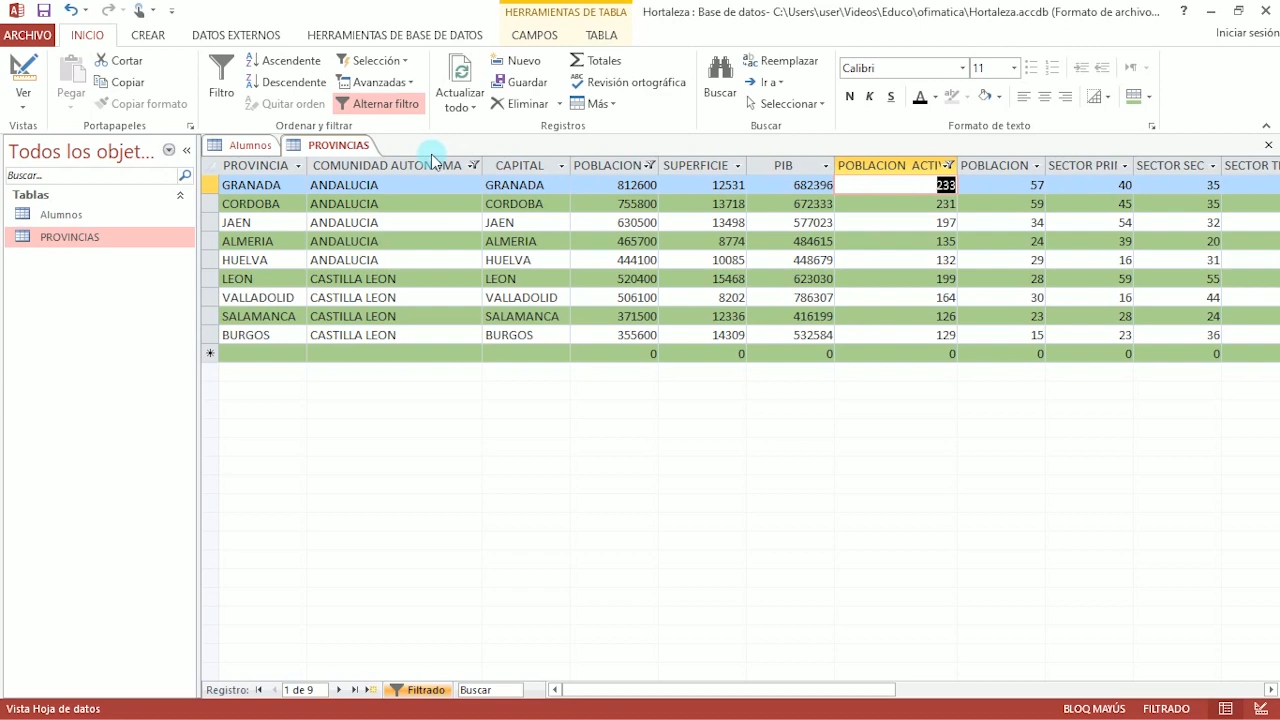 HERRAMIENTAS DE TABLA
Hortaleza : Base de datos- C:\Users\user\Videos\Educo\ofimatica\Hortaleza.accdb (Formato de archivo...
ARCHIVO INICIO CREAR DATOS EXTERNOS HERRAMIENTAS DE BASE DE DATOS CAMPOS TABLA Iniciar sesión
Ver
Pegar
Cortar
Copiar
Copiar formato
Filtro
Ascendente
Descendente
Quitar orden
Selección
Avanzadas
Alternar filtro
Actualizar
todo
Nuevo
Guardar
Eliminar
Totales
Revisión ortográfica
Más
Buscar
Reemplazar
Ir a
Seleccionar
Calibri 11
N K S A
Vistas Portapapeles Ordenar y filtrar Registros Buscar Formato de texto
Todos los objet...
Buscar...
Tablas
Alumnos
PROVINCIAS
Alumnos PROVINCIAS
PROVINCIA COMUNIDAD AUTONOMA CAPITAL POBLACION SUPERFICIE PIB POBLACION ACTIV POBLACION SECTOR PRII SECTOR SEC SECTOR T
GRANADA ANDALUCIA GRANADA 812600 12531 682396 233 57 40 35
CORDOBA ANDALUCIA CORDOBA 755800 13718 672333 231 59 45 35
JAEN ANDALUCIA JAEN 630500 13498 577023 197 34 54 32
ALMERIA ANDALUCIA ALMERIA 465700 8774 484615 135 24 39 20
HUELVA ANDALUCIA HUELVA 444100 10085 448679 132 29 16 31
LEON CASTILLA LEON LEON 520400 15468 623030 199 28 59 55
VALLADOLID CASTILLA LEON VALLADOLID 506100 8202 786307 164 30 16 44
SALAMANCA CASTILLA LEON SALAMANCA 371500 12336 416199 126 23 28 24
BURGOS CASTILLA LEON BURGOS 355600 14309 532584 129 15 23 36
0 0 0 0 0 0 0
Registro: 1 de 9 Filtrado Buscar
Vista Hoja de datos BLOQ MAYÚS FILTRADO